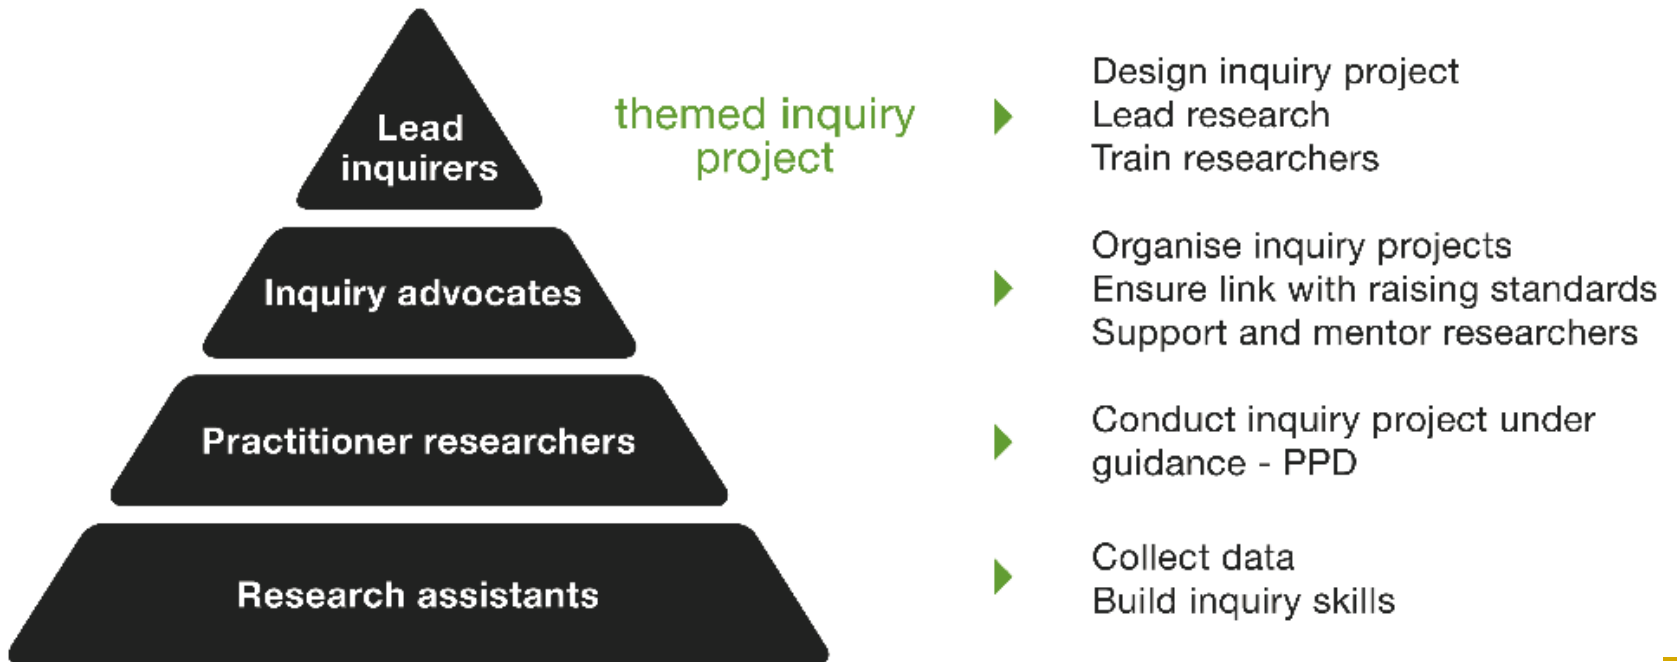 Lead
inquirers
themed inquiry
project
Design inquiry project
Lead research
Train researchers
Inquiry advocates
Organise inquiry projects
Ensure link with raising standards
Support and mentor researchers
Practitioner researchers
Conduct inquiry project under
guidance - PPD
Research assistants
Collect data
Build inquiry skills